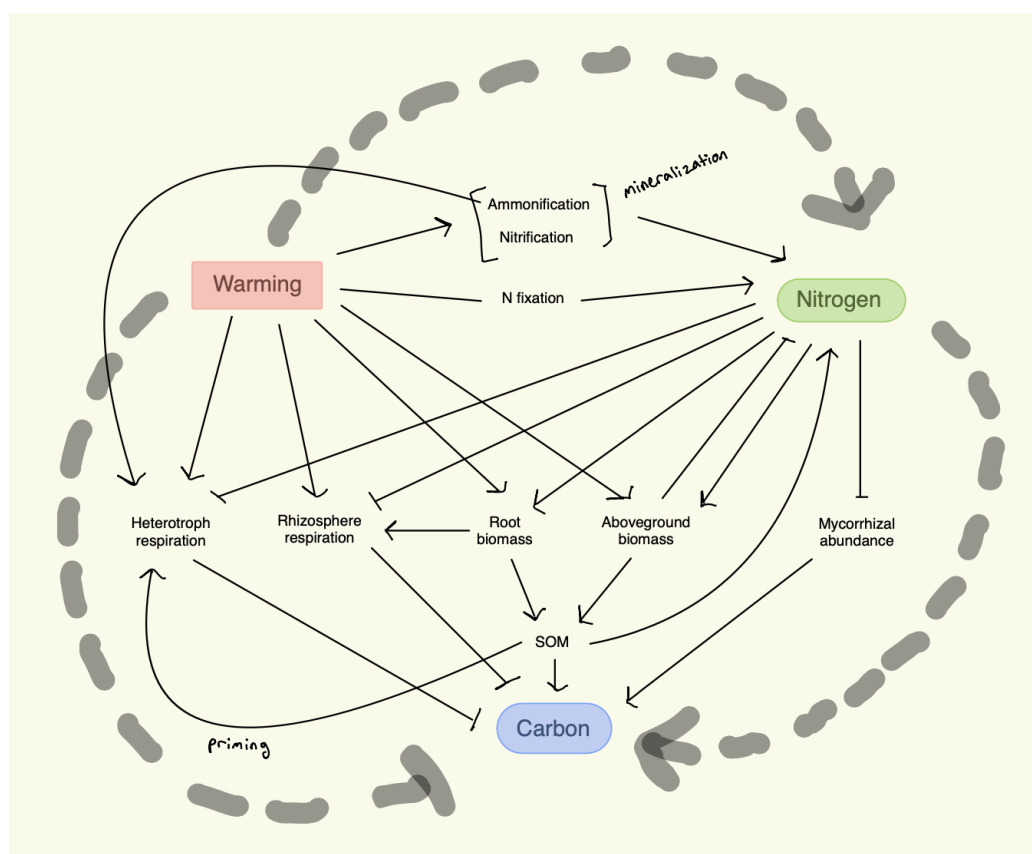 mineralization
Ammonification
Nitrification
Warming
N fixation
Nitrogen
Heterotroph
respiration
Rhizosphere
respiration
Root
biomass
Aboveground
biomass
Mycorrhizal
abundance
SOM
Carbon
priming